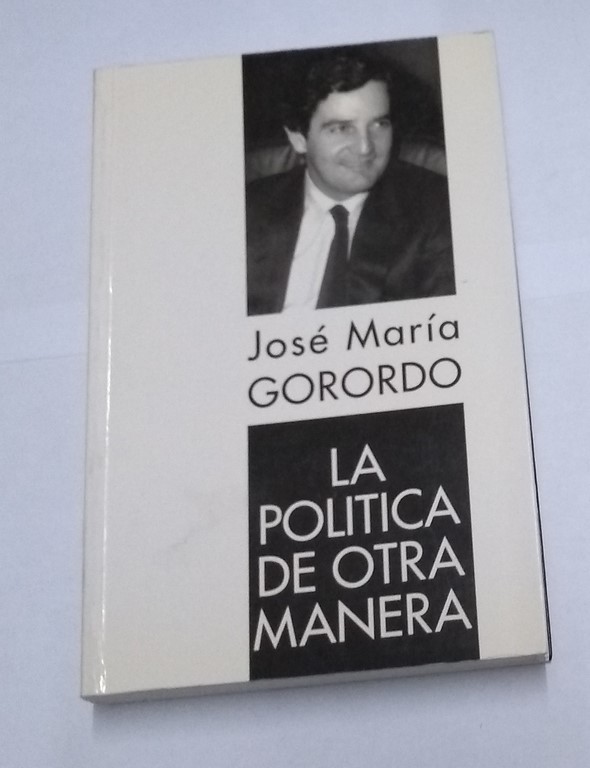 José María
GORORDO
LA
POLITICA
DE OTRA
MANERA